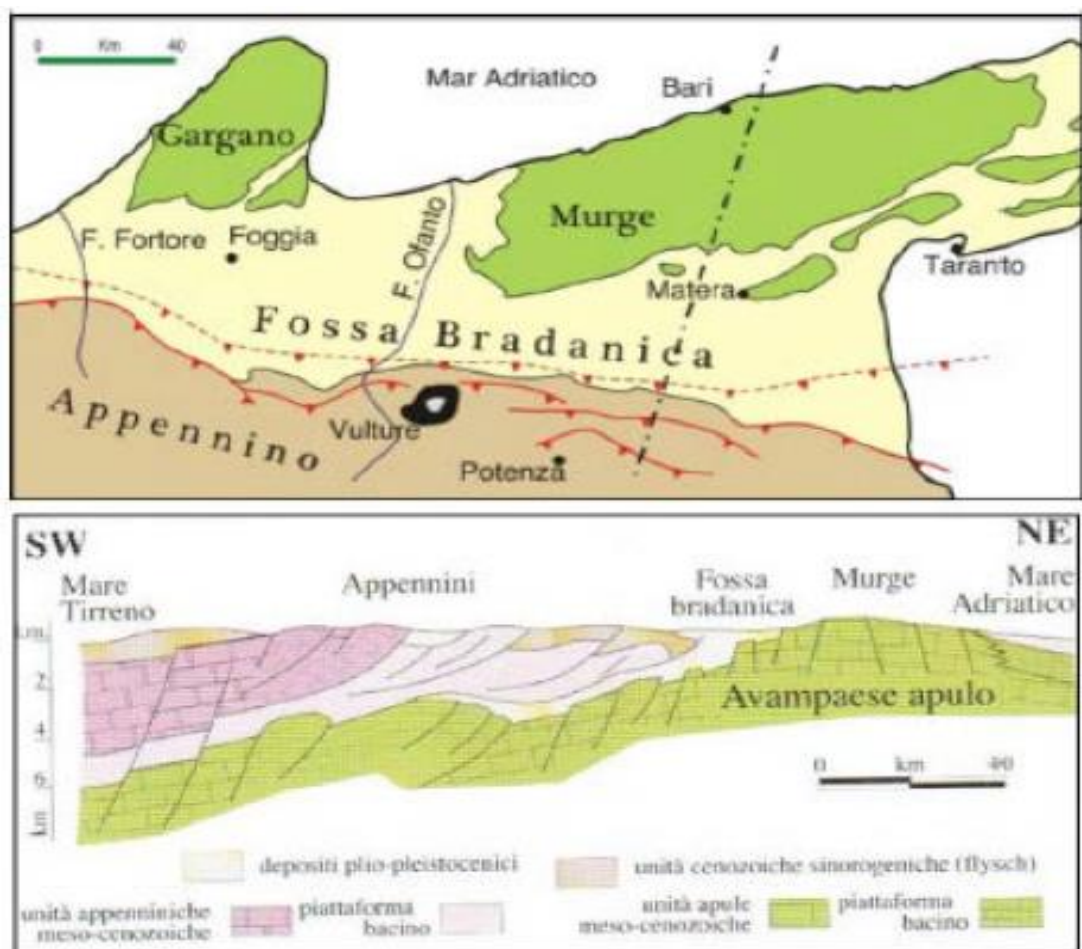 0 Km 40
Mar Adriatico
Bari
Gargano
Murge
F. Fortore
Foggia
F. Ofanto
Taranto
Matera
Fossa Bradanica
Appennino
Vulture
Potenza
SW
NE
Mare
Tirreno
Appennini
Fossa
bradanica
Murge
Mare
Adriatico
km
2
4
6
km
Avampaese apulo
0 km 40
depositi plio-pleistocenici
unità cenozoiche sinorogeniche (flysch)
unità appenniniche
meso-cenozoiche
piattaforma
bacino
unità apule
meso-cenozoiche
piattaforma
bacino